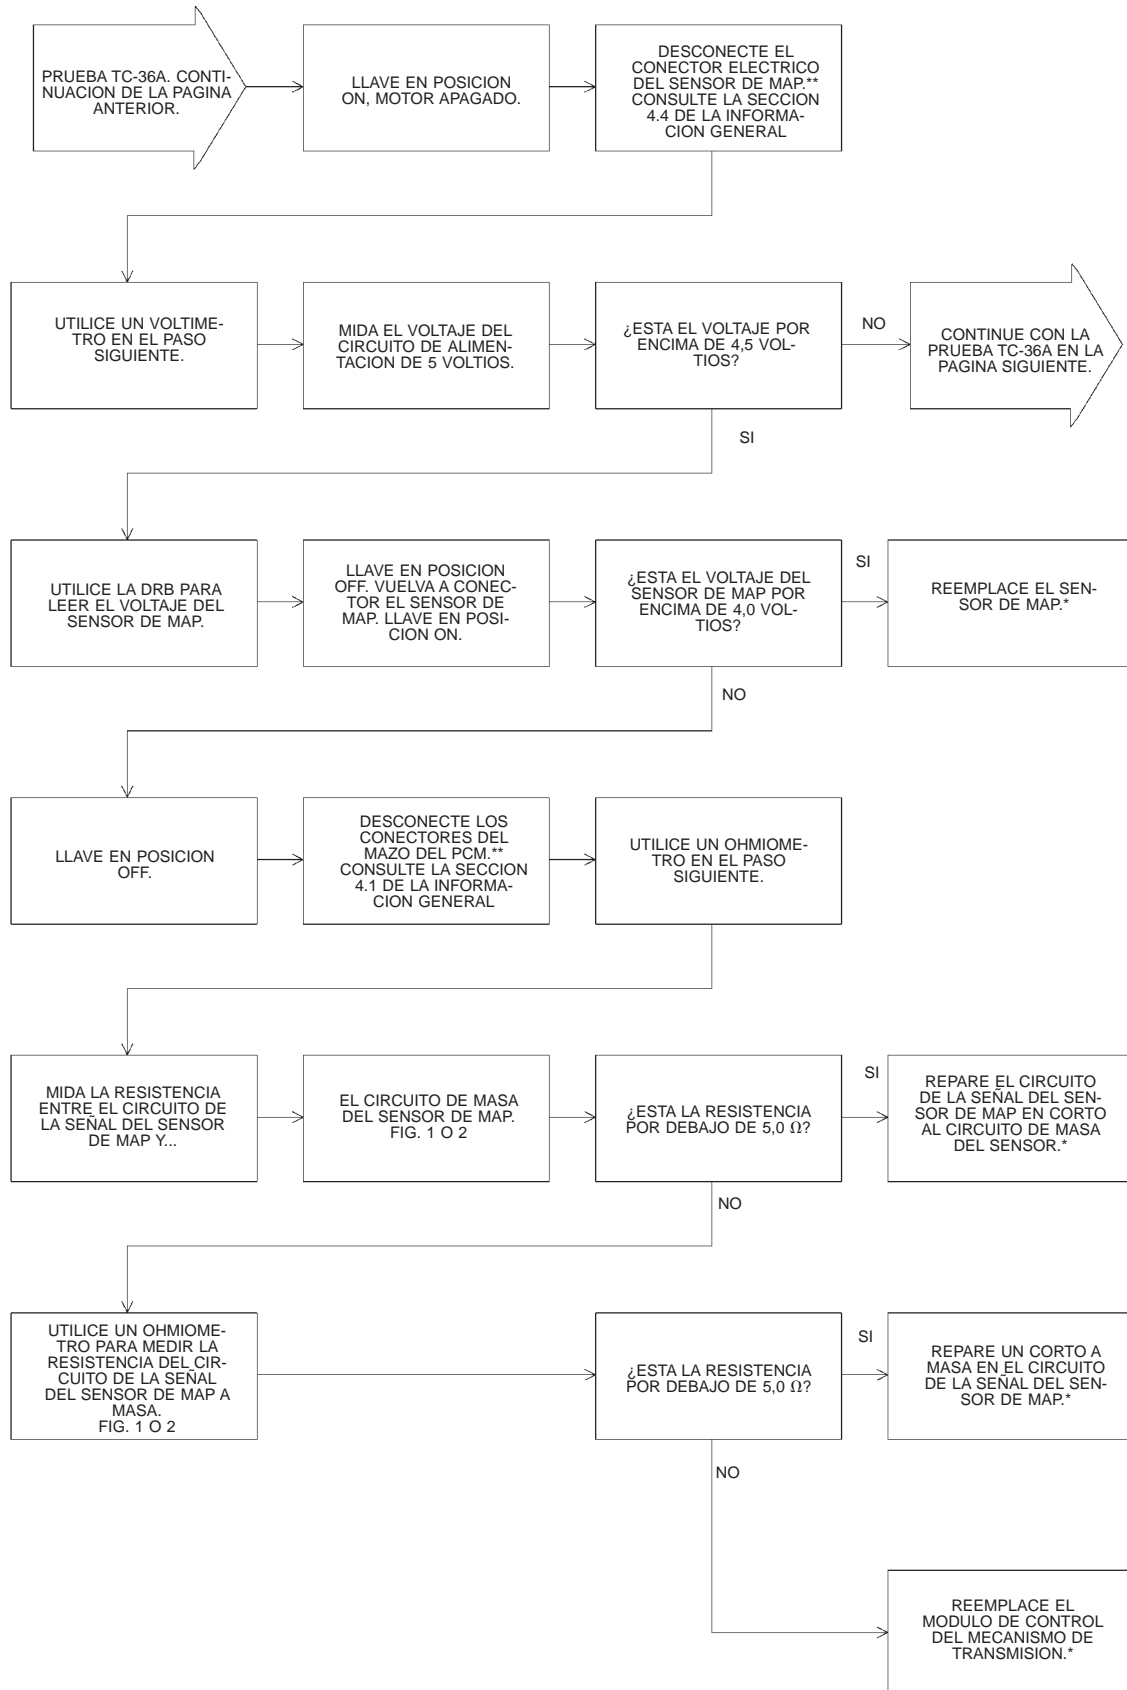 PRUEBA TC-36A. CONTI-
NUACION DE LA PAGINA
ANTERIOR.
LLAVE EN POSICION
ON, MOTOR APAGADO.
DESCONECTE EL
CONECTOR ELECTRICO
DEL SENSOR DE MAP.**
CONSULTE LA SECCION
4.4 DE LA INFORMA-
CION GENERAL
UTILICE UN VOLTIME-
TRO EN EL PASO
SIGUIENTE.
MIDA EL VOLTAJE DEL
CIRCUITO DE ALIMEN-
TACION DE 5 VOLTIOS.
¿ESTA EL VOLTAJE POR
ENCIMA DE 4,5 VOL-
TIOS?
NO
CONTINUE CON LA
PRUEBA TC-36A EN LA
PAGINA SIGUIENTE.
SI
UTILICE LA DRB PARA
LEER EL VOLTAJE DEL
SENSOR DE MAP.
LLAVE EN POSICION
OFF. VUELVA A CONEC-
TOR EL SENSOR DE
MAP. LLAVE EN POSI-
CION ON.
¿ESTA EL VOLTAJE DEL
SENSOR DE MAP POR
ENCIMA DE 4,0 VOL-
TIOS?
SI
REEMPLACE EL SEN-
SOR DE MAP.*
NO
LLAVE EN POSICION
OFF.
DESCONECTE LOS
CONECTORES DEL
MAZO DEL PCM.**
CONSULTE LA SECCION
4.1 DE LA INFORMA-
CION GENERAL
UTILICE UN OHMIOME-
TRO EN EL PASO
SIGUIENTE.
MIDA LA RESISTENCIA
ENTRE EL CIRCUITO DE
LA SEÑAL DEL SENSOR
DE MAP Y...
EL CIRCUITO DE MASA
DEL SENSOR DE MAP.
FIG. 1 O 2
¿ESTA LA RESISTENCIA
POR DEBAJO DE 5,0 Ω?
SI
REPARE EL CIRCUITO
DE LA SEÑAL DEL SEN-
SOR DE MAP EN CORTO
AL CIRCUITO DE MASA
DEL SENSOR.*
NO
UTILICE UN OHMIOME-
TRO PARA MEDIR LA
RESISTENCIA DEL CIR-
CUITO DE LA SEÑAL
DEL SENSOR DE MAP A
MASA.
FIG. 1 O 2
¿ESTA LA RESISTENCIA
POR DEBAJO DE 5,0 Ω?
SI
REPARE UN CORTO A
MASA EN EL CIRCUITO
DE LA SEÑAL DEL SEN-
SOR DE MAP.*
NO
REEMPLACE EL
MODULO DE CONTROL
DEL MECANISMO DE
TRANSMISION.*